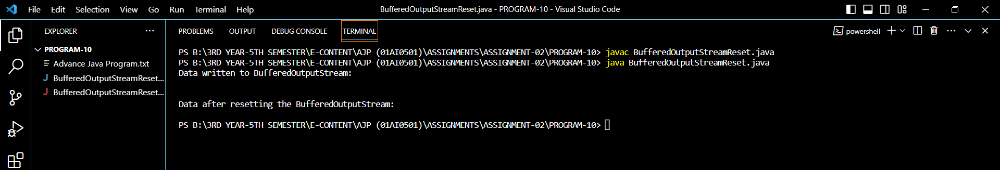 File Edit Selection View Go Run Terminal Help
BufferedOutputStreamReset.java - PROGRAM-10 - Visual Studio Code
EXPLORER ...
PROGRAM-10
Advance Java Program.txt
J BufferedOutputStreamReset...
J BufferedOutputStreamReset...
PROBLEMS OUTPUT DEBUG CONSOLE TERMINAL
powershell
PS B:\3RD YEAR-5TH SEMESTER\E-CONTENT\AJP (01AI0501)\ASSIGNMENTS\ASSIGNMENT-02\PROGRAM-10> javac BufferedOutputStreamReset.java
PS B:\3RD YEAR-5TH SEMESTER\E-CONTENT\AJP (01AI0501)\ASSIGNMENTS\ASSIGNMENT-02\PROGRAM-10> java BufferedOutputStreamReset.java
Data written to BufferedOutputStream:
Data after resetting the BufferedOutputStream:
PS B:\3RD YEAR-5TH SEMESTER\E-CONTENT\AJP (01AI0501)\ASSIGNMENTS\ASSIGNMENT-02\PROGRAM-10>